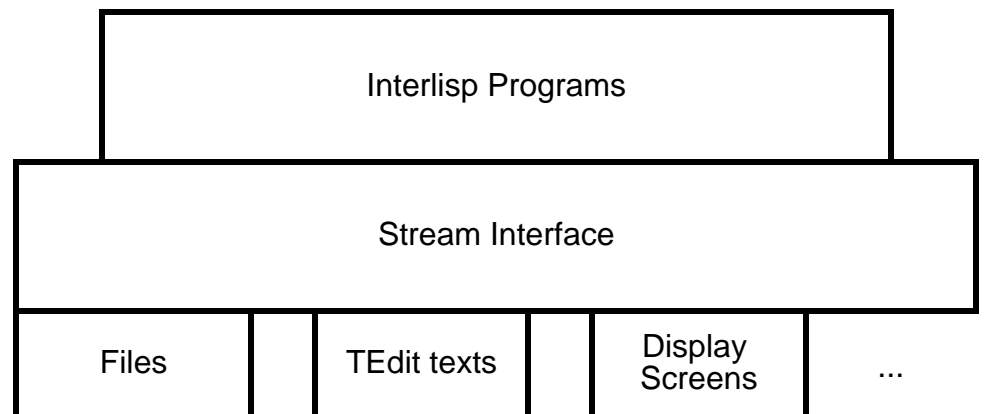 Interlisp Programs
Stream Interface
Files
TEdit texts
Display
Screens
...